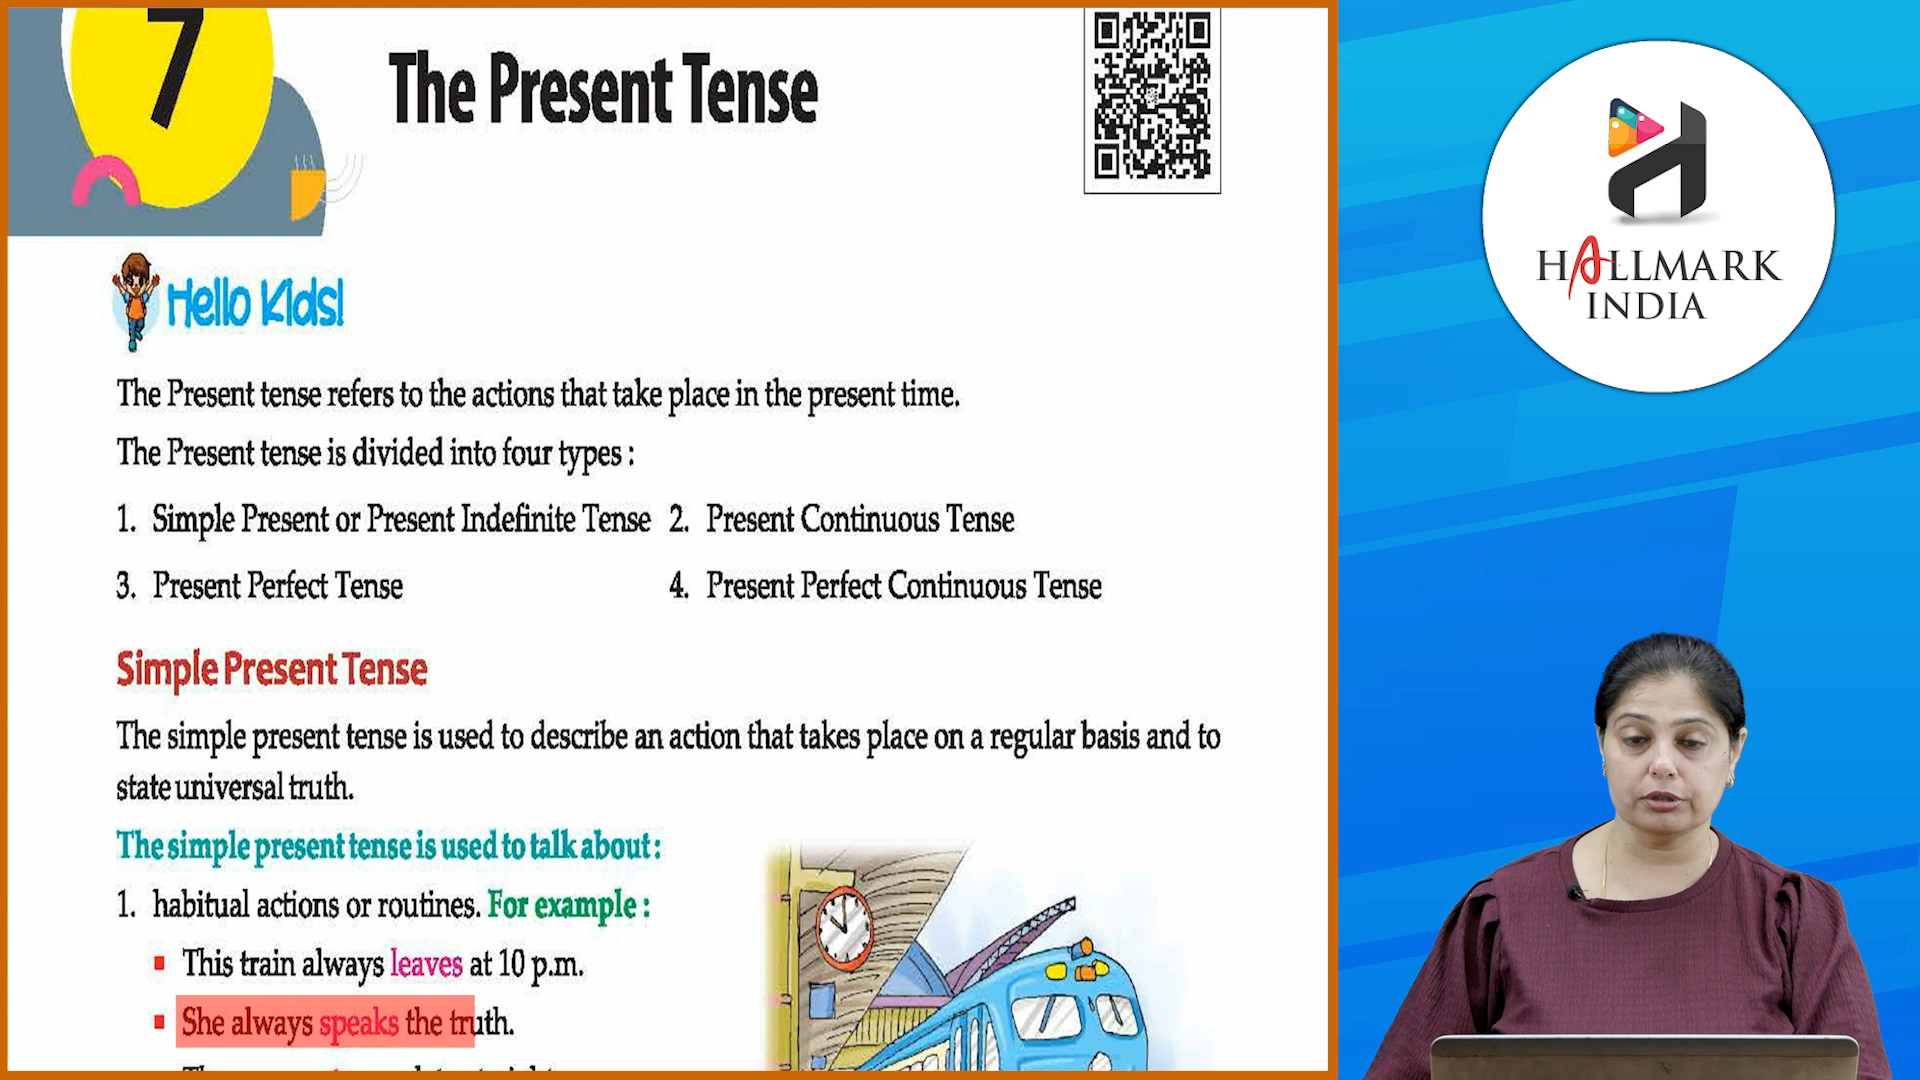 7
The Present Tense
Hello Kids!
The Present tense refers to the actions that take place in the present time.
The Present tense is divided into four types :
1. Simple Present or Present Indefinite Tense 2. Present Continuous Tense
3. Present Perfect Tense 4. Present Perfect Continuous Tense
Simple Present Tense
The simple present tense is used to describe an action that takes place on a regular basis and to
state universal truth.
The simple present tense is used to talk about :
1. habitual actions or routines. For example :
This train always leaves at 10 p.m.
She always speaks the truth.
HALLMARK
INDIA